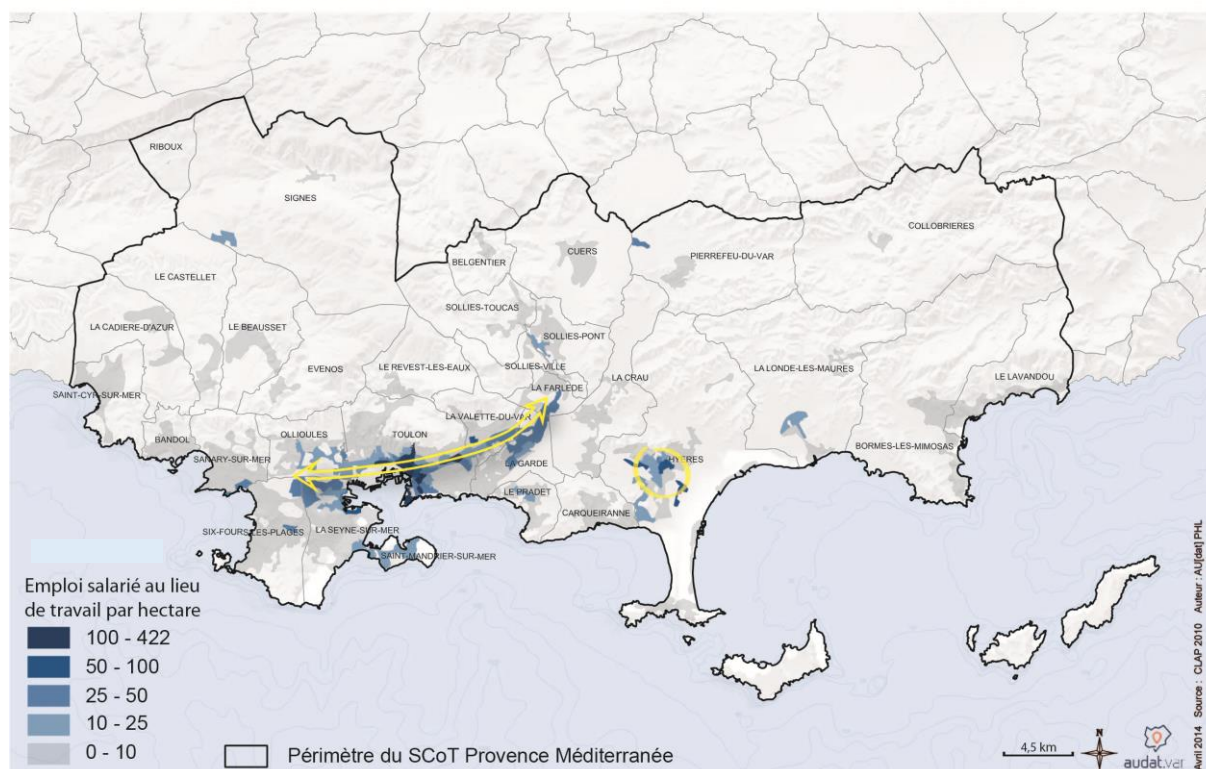 RIBOUX
SIGNES
COLLOBRIERES
CUERS
PIERREFEU-DU-VAR
BELGENTIER
LE CASTELLET
SOLLIES-TOUCAS
LA CADIERE-D'AZUR
LE BEAUSSET
SOLLIES-PONT
EVENOS
LE REVEST-LES-EAUX
SOLLIES-VILLE
LA CRAU
LA LONDE-LES-MAURES
LE LAVANDOU
LA FARLEDE
SAINT-CYR-SUR-MER
LA VALETTE-DU-VAR
BANDOL
OLLIOULES
TOULON
BORMES-LES-MIMOSAS
SANARY-SUR-MER
LA GARDE
HYERES
LE PRADET
CARQUEIRANNE
SIX-FOURS-LES-PLAGES
LA SEYNE-SUR-MER
SAINT-MANDRIER-SUR-MER
Emploi salarié au lieu
de travail par hectare
100 - 422
50 - 100
25 - 50
10 - 25
0 - 10
Périmètre du SCoT Provence Méditerranée
4,5 km
N
audat.var
Avril 2014 Source : CLAP 2010 Auteur : AU[dat] PHL